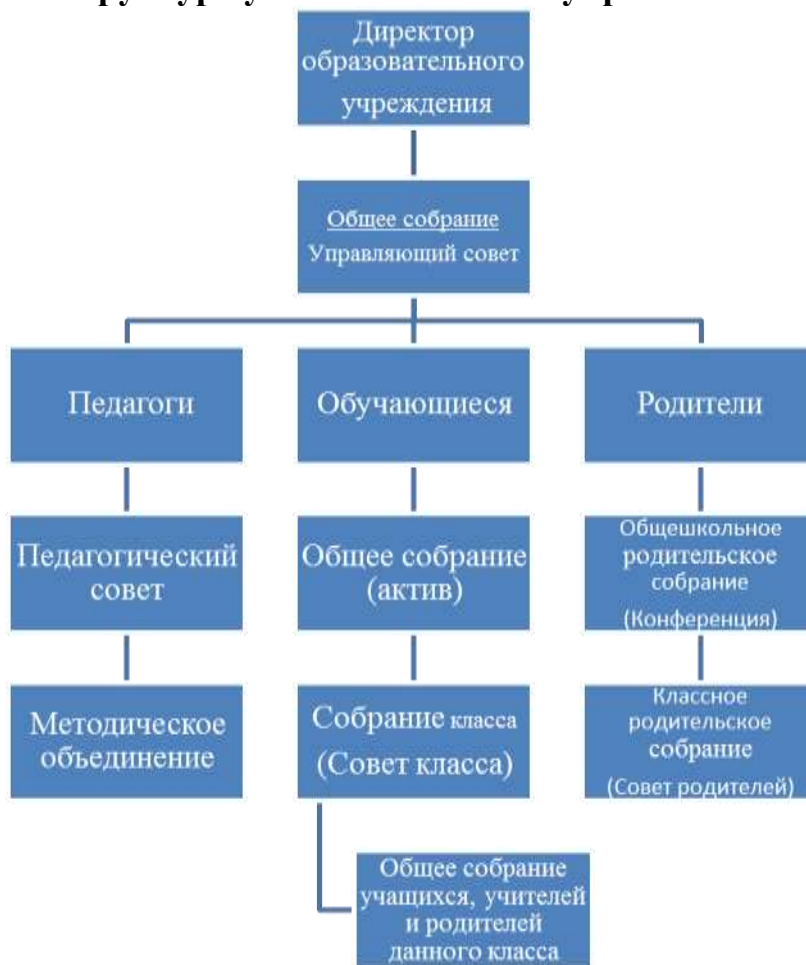 Директор
образовательного
учреждения
Общее собрание
Управляющий совет
Педагоги
Обучающиеся
Родители
Педагогический
совет
Общее собрание
(актив)
Общешкольное
родительское
собрание
(Конференция)
Методическое
объединение
Собрание класса
(Совет класса)
Классное
родительское
собрание
(Совет родителей)
Общее собрание
учащихся, учителей
и родителей
данного класса